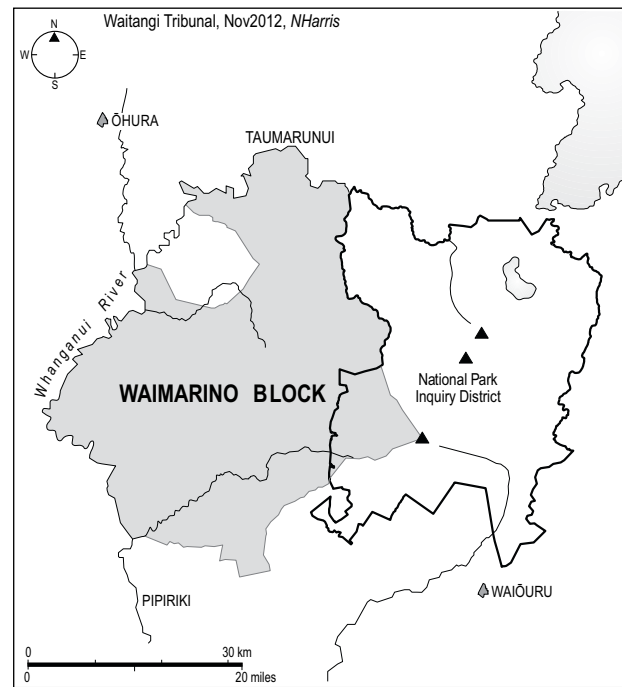 Waitangi Tribunal, Nov2012, NHarris
N
W E
S
ŌHURA
TAUMARUNUI
Whanganui River
WAIMARINO BLOCK
National Park
Inquiry District
PIPIRIKI
WAIŌURU
0 30 km
0 20 miles